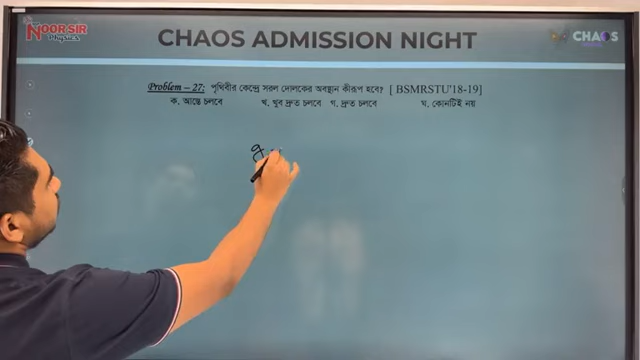 NOOR SIR
Physics
CHAOS ADMISSION NIGHT
CHAOS
Problem – 27: পৃথিবীর কেন্দ্রে সরল দোলকের অবস্থান কীরূপ হবে? [ BSMRSTU'18-19]
ক. আস্তে চলবে খ. খুব দ্রুত চলবে গ. দ্রুত চলবে ঘ. কোনটিই নয়